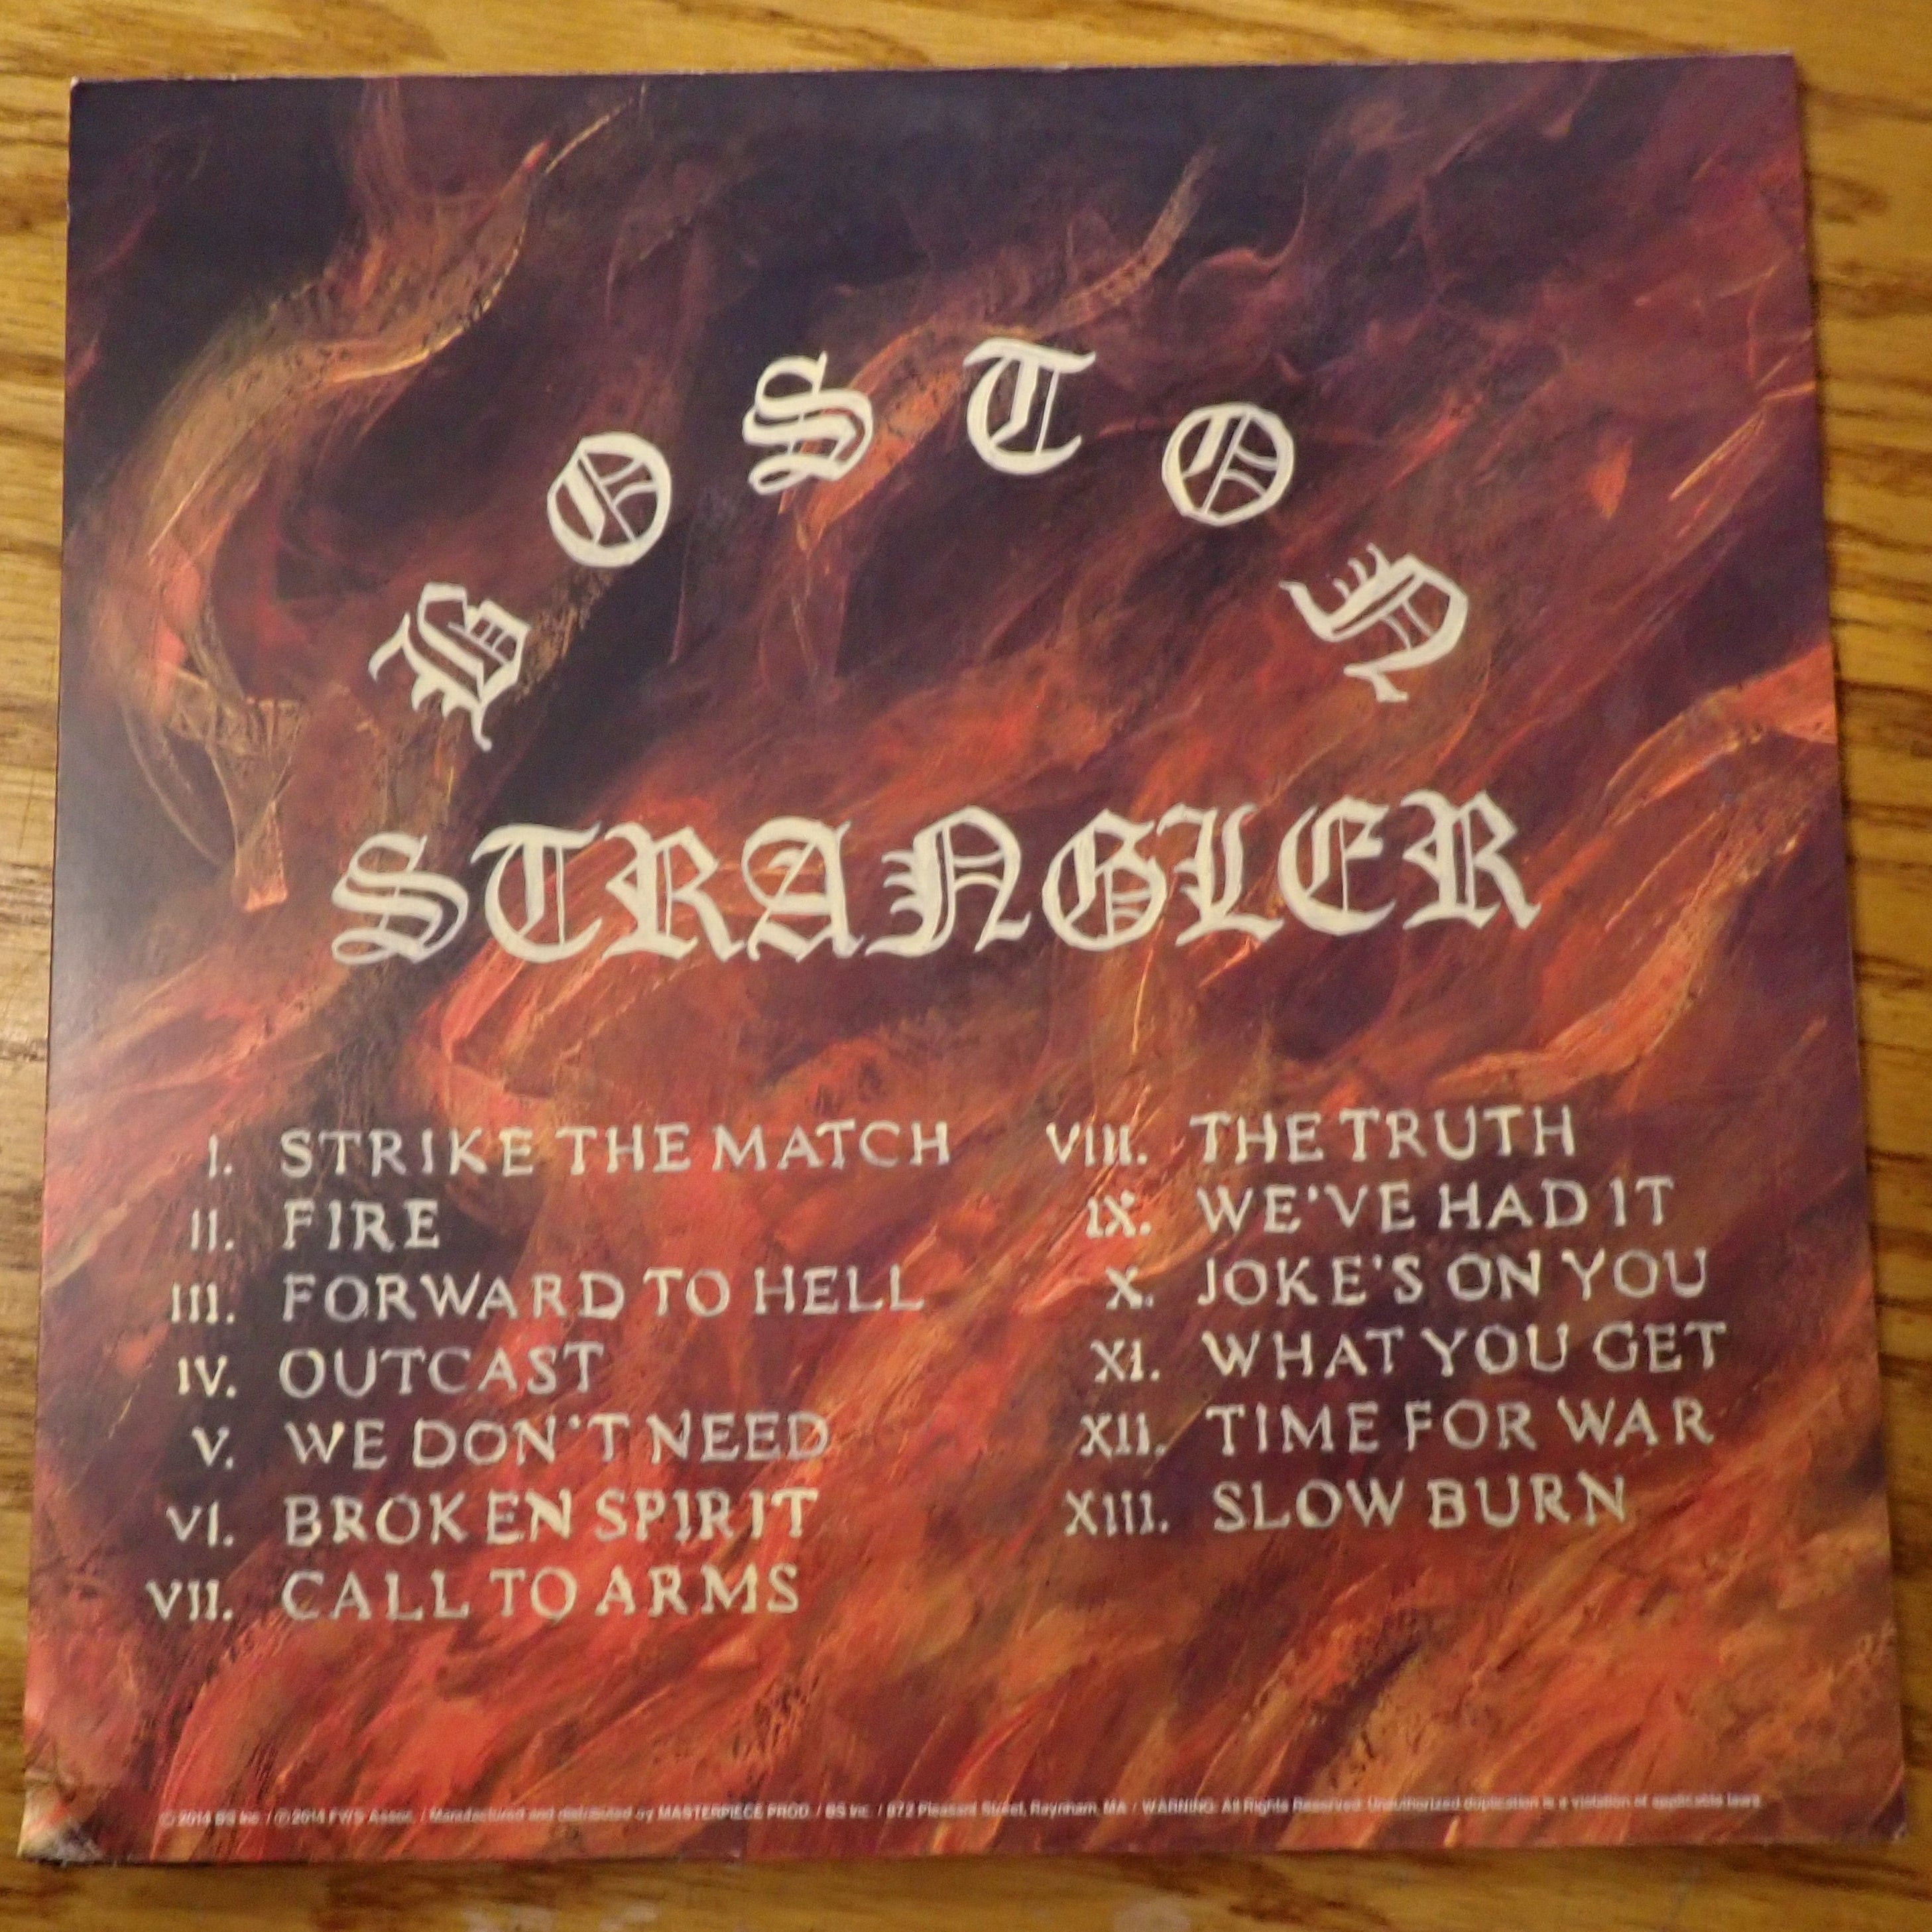 BOSTON
STRANGLER
I. STRIKE THE MATCH
II. FIRE
III. FORWARD TO HELL
IV. OUTCAST
V. WE DON'T NEED
VI. BROKEN SPIRIT
VII. CALL TO ARMS
VIII. THE TRUTH
IX. WE'VE HAD IT
X. JOKE'S ON YOU
XI. WHAT YOU GET
XII. TIME FOR WAR
XIII. SLOW BURN
© 2014 BS Inc. / ℗ 2014 FWS Assoc. / Manufactured and distributed by MASTERPIECE PROD. / BS Inc. / 972 Pleasant Street, Raynham, MA / WARNING: All Rights Reserved. Unauthorized duplication is a violation of applicable laws.